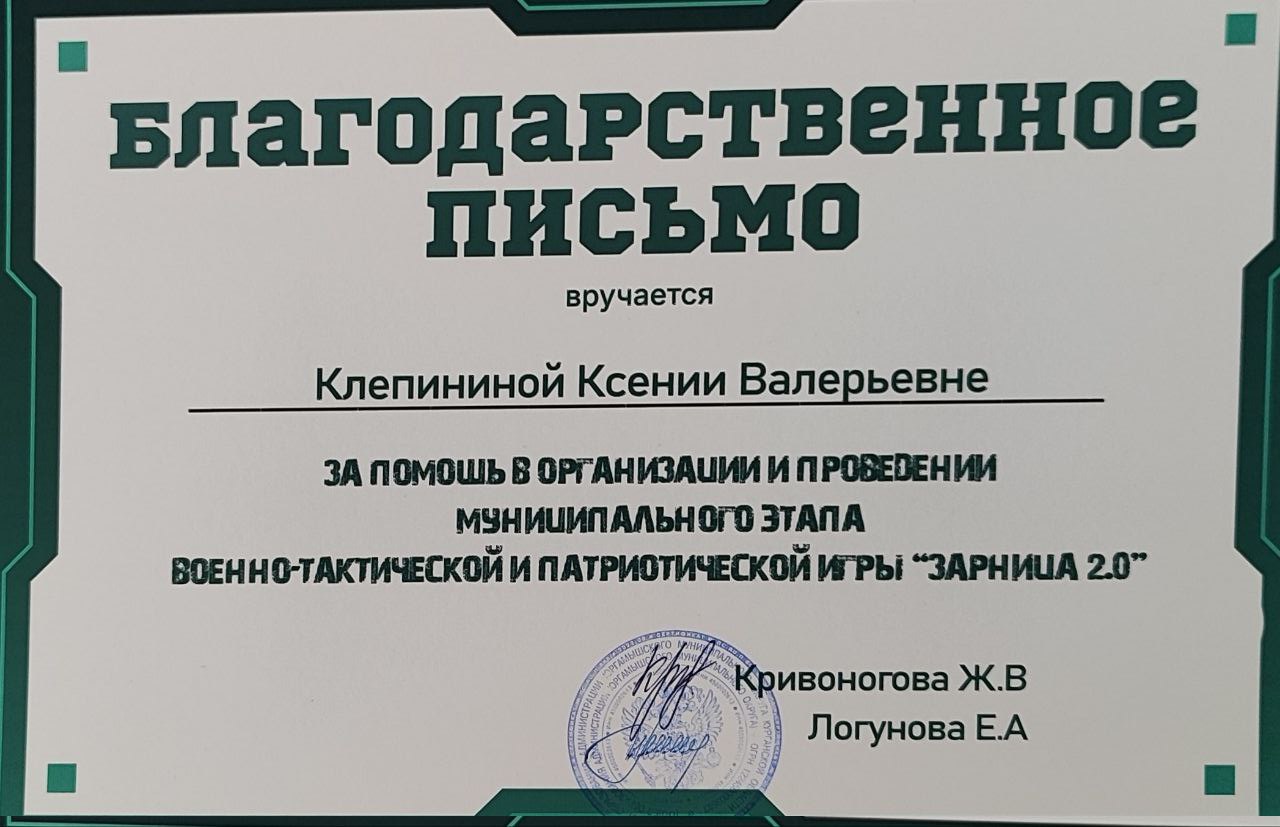 Благодарственное
письмо
вручается
Клепининой Ксении Валерьевне
ЗА ПОМОЩЬ В ОРГАНИЗАЦИИ И ПРОВЕДЕНИИ
МУНИЦИПАЛЬНОГО ЭТАПА
ВОЕННО-ТАКТИЧЕСКОЙ И ПАТРИОТИЧЕСКОЙ ИГРЫ “ЗАРНИЦА 2.0”
Кривоногова Ж.В
Логунова Е.А